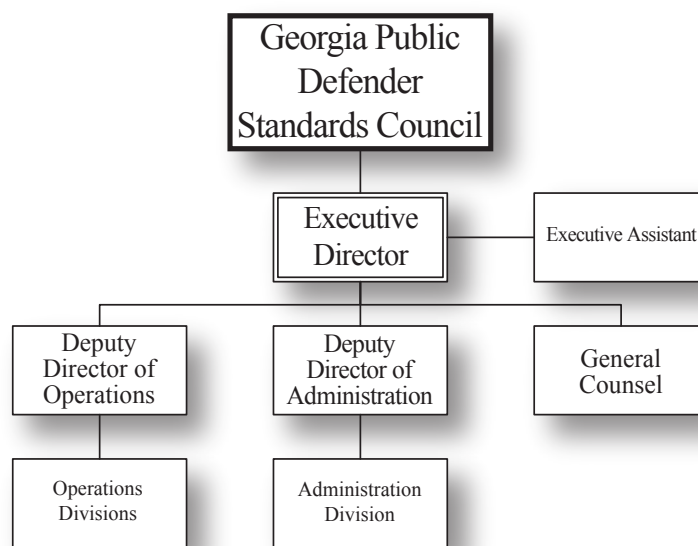 Georgia Public
Defender
Standards Council
Executive
Director
Executive Assistant
Deputy
Director of
Operations
Deputy
Director of
Administration
General
Counsel
Operations
Divisions
Administration
Division